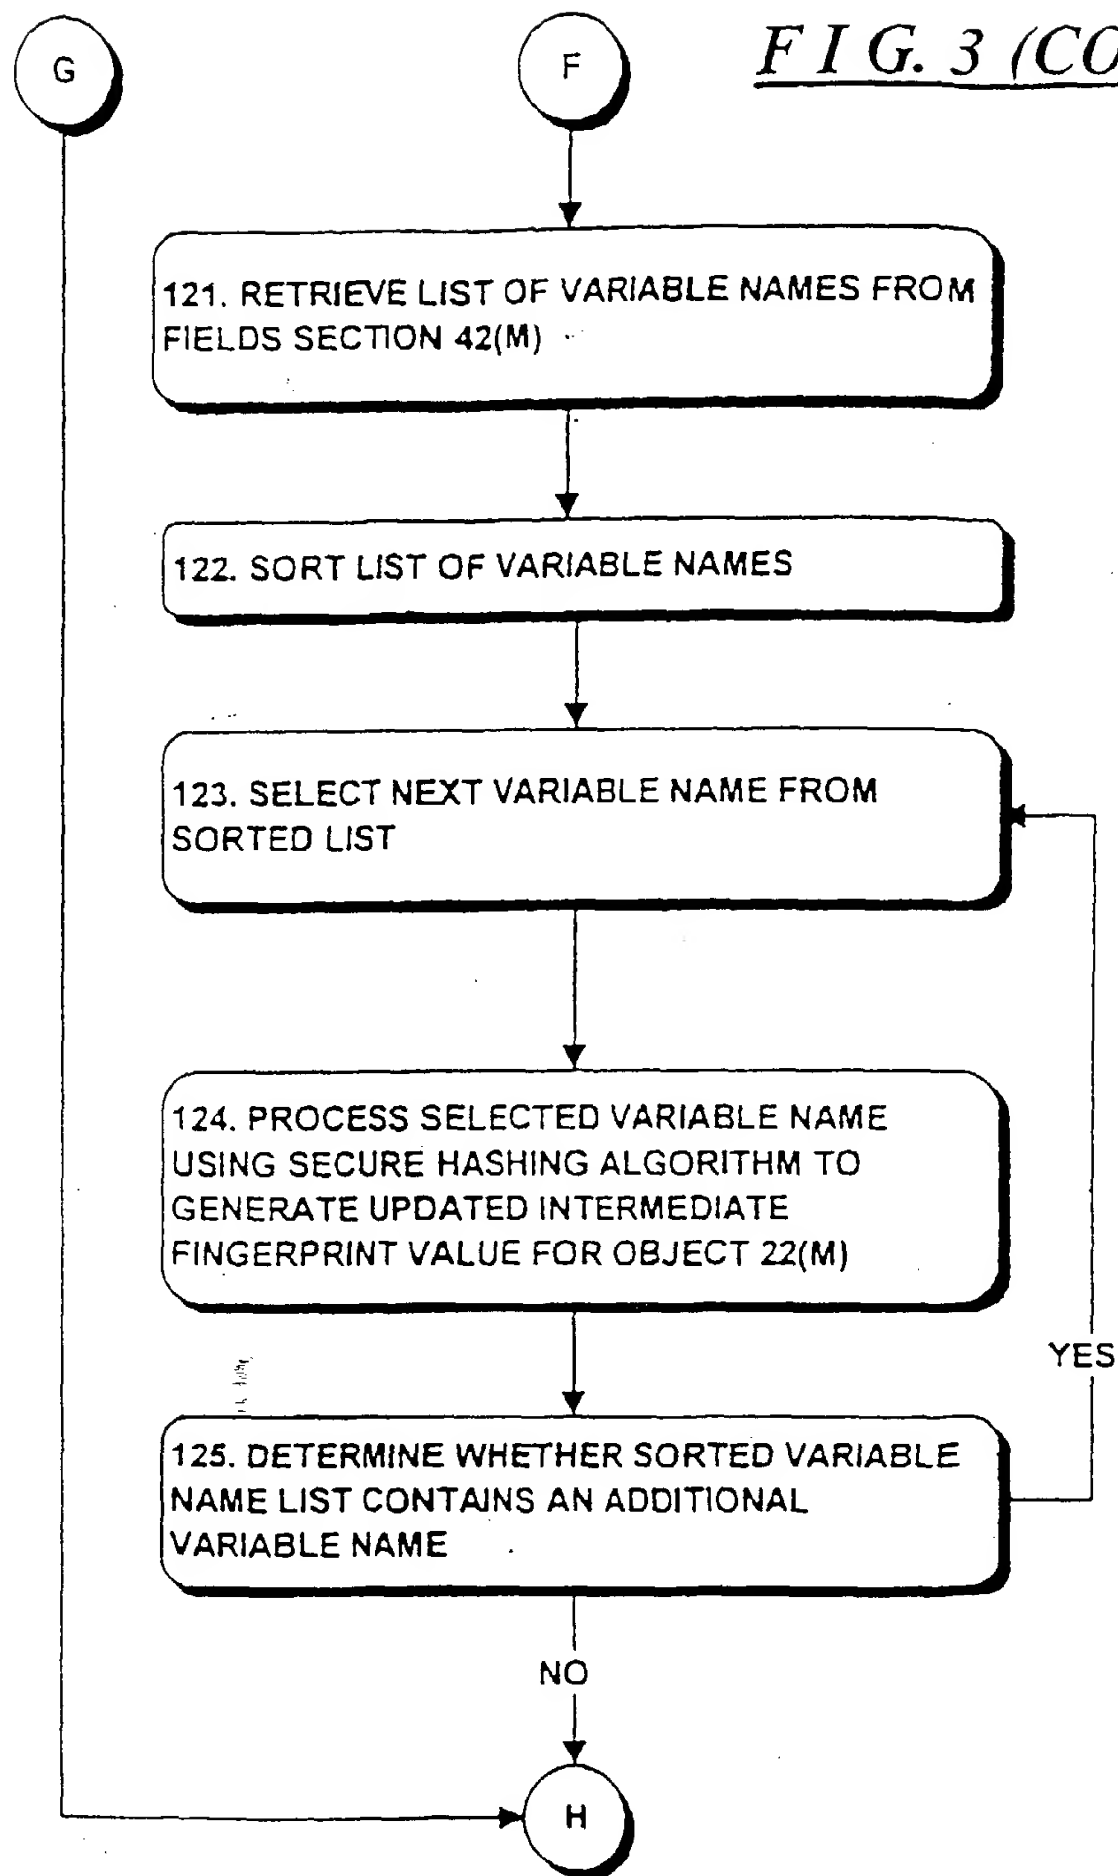 G
F
FIG. 3 (CO
121. RETRIEVE LIST OF VARIABLE NAMES FROM
FIELDS SECTION 42(M)
122. SORT LIST OF VARIABLE NAMES
123. SELECT NEXT VARIABLE NAME FROM
SORTED LIST
124. PROCESS SELECTED VARIABLE NAME
USING SECURE HASHING ALGORITHM TO
GENERATE UPDATED INTERMEDIATE
FINGERPRINT VALUE FOR OBJECT 22(M)
YES
125. DETERMINE WHETHER SORTED VARIABLE
NAME LIST CONTAINS AN ADDITIONAL
VARIABLE NAME
NO
H